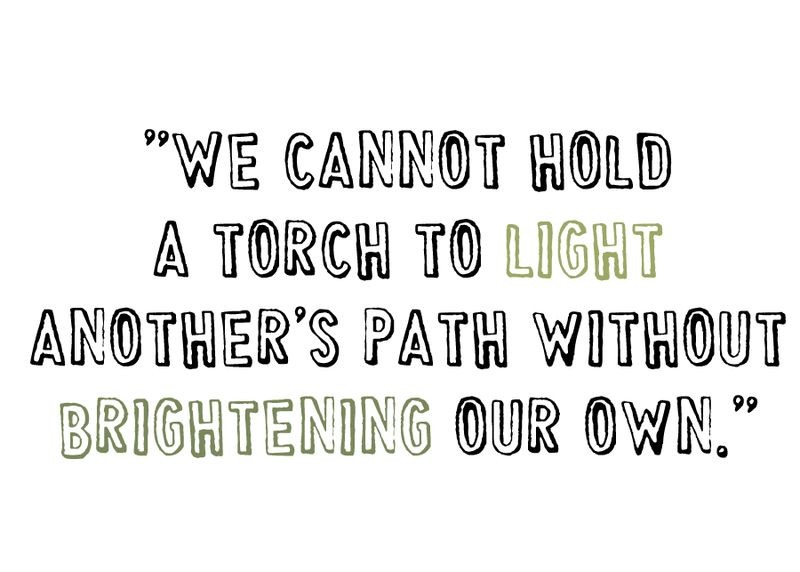 ”WE CANNOT HOLD
A TORCH TO LIGHT
ANOTHER’S PATH WITHOUT
BRIGHTENING OUR OWN.”